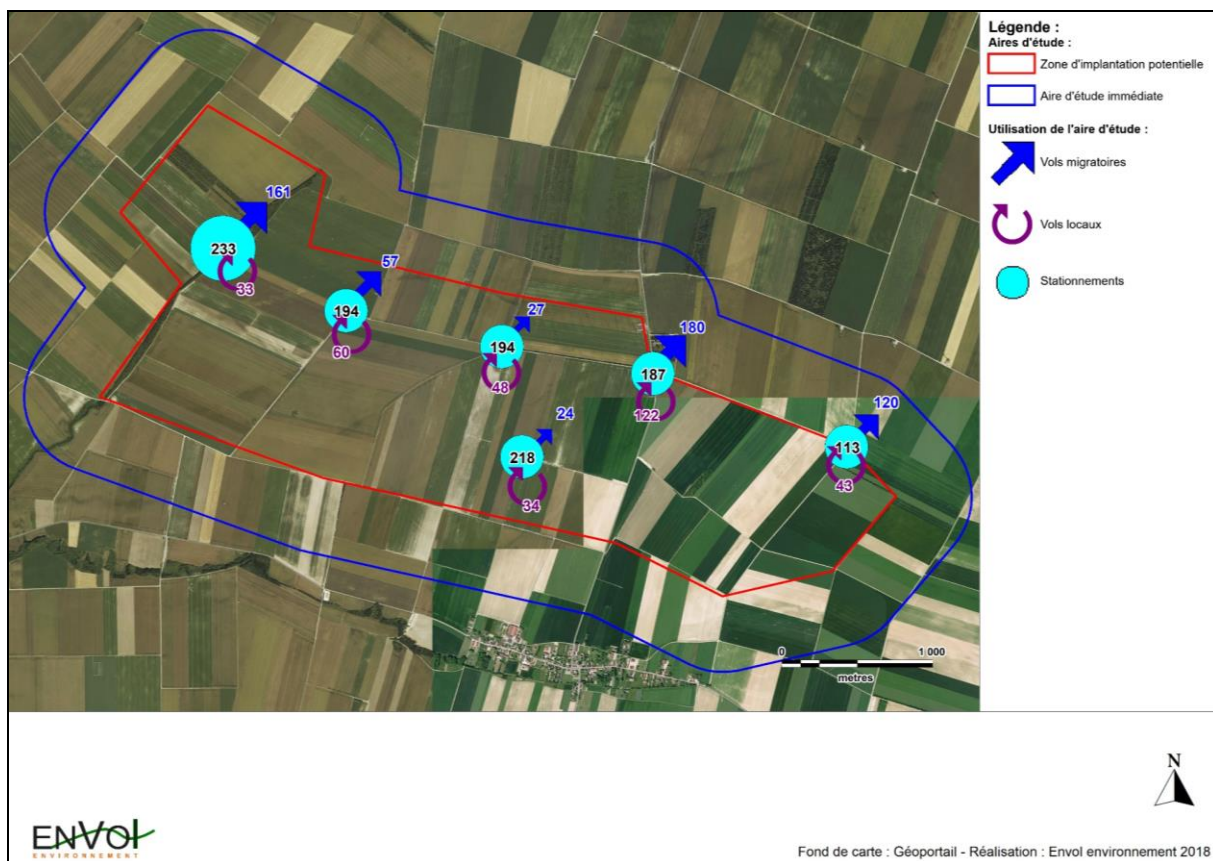 Légende :
Aires d'étude :
Zone d'implantation potentielle
Aire d'étude immédiate
Utilisation de l'aire d'étude :
Vols migratoires
Vols locaux
Stationnements
161
233
33
57
194
60
27
194
48
180
187
122
24
218
34
120
113
43
0
1 000
metres
N
ENVOl
ENVIRONNEMENT
Fond de carte : Géoportail - Réalisation : Envol environnement 2018